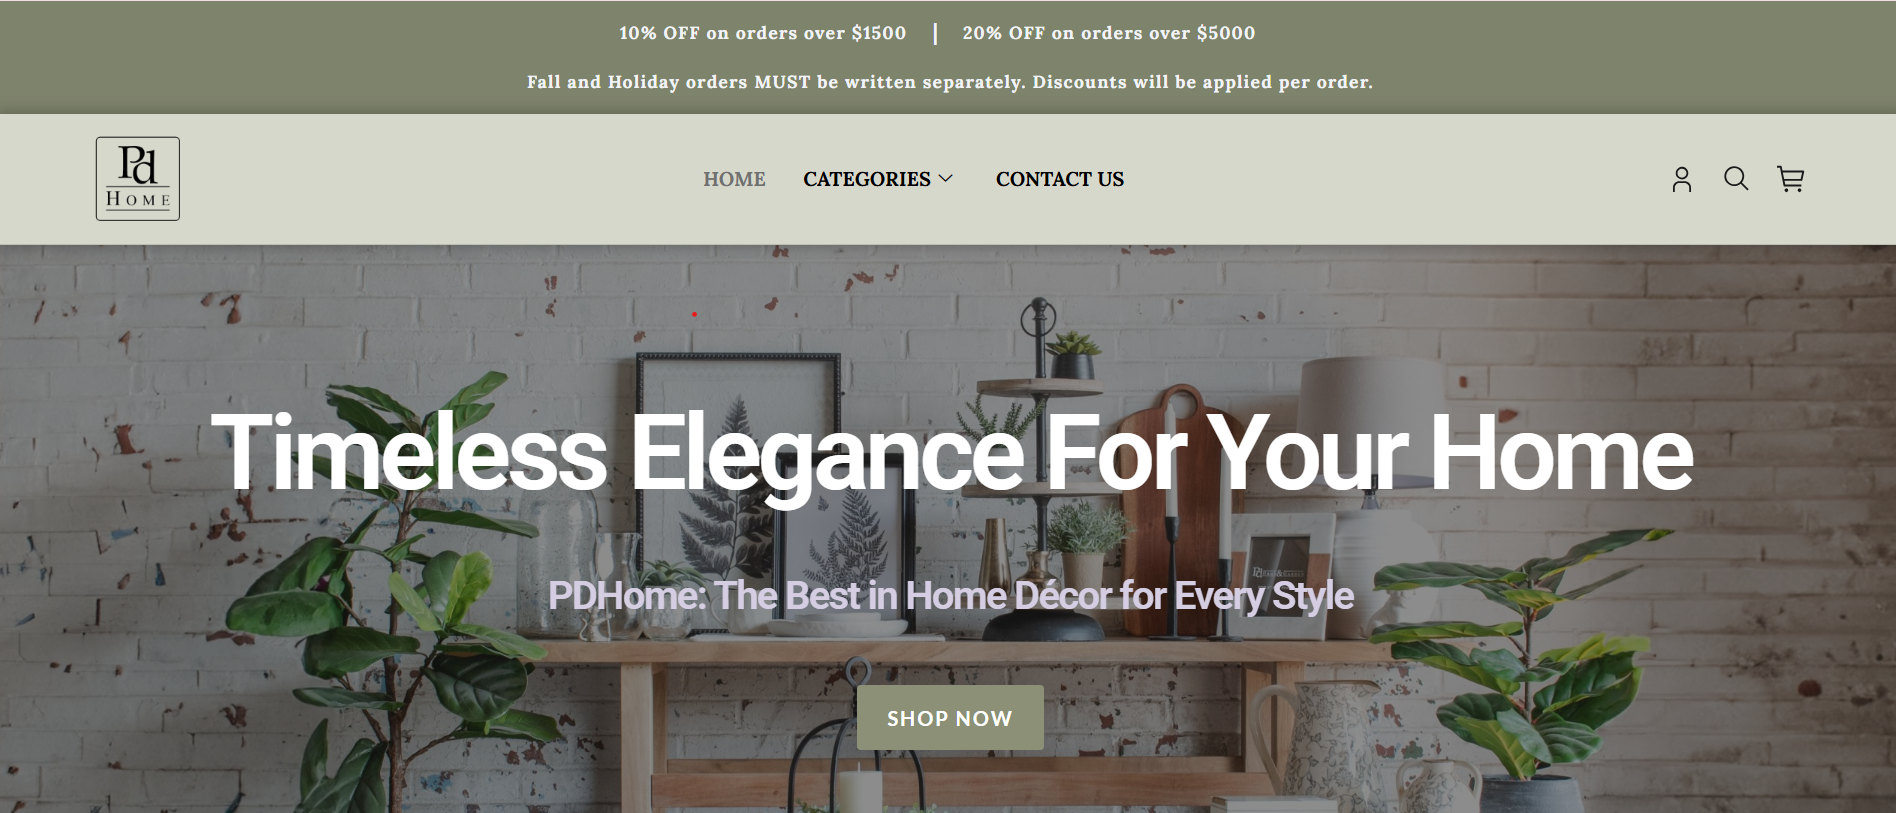 10% OFF on orders over $1500 | 20% OFF on orders over $5000
Fall and Holiday orders MUST be written separately. Discounts will be applied per order.
Pd
HOME
HOME CATEGORIES CONTACT US
Timeless Elegance For Your Home
PDHome: The Best in Home Décor for Every Style
SHOP NOW